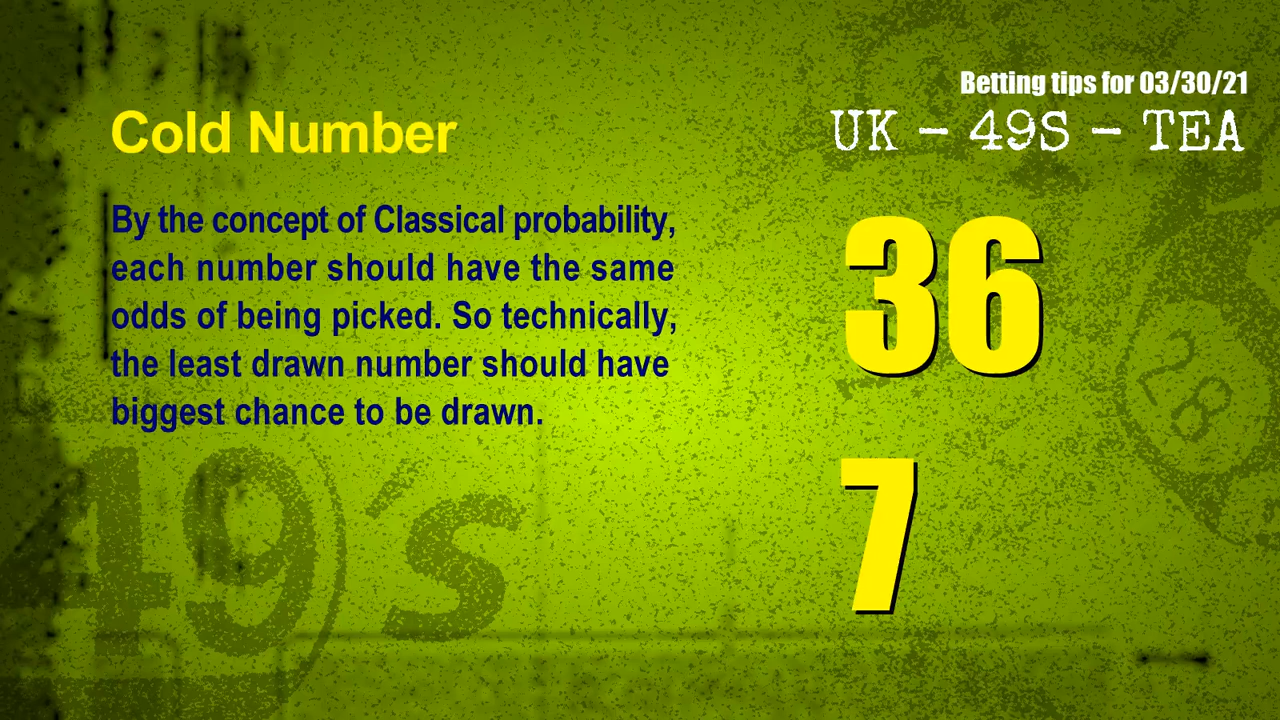 Betting tips for 03/30/21
UK - 49S - TEA
Cold Number
By the concept of Classical probability,
each number should have the same
odds of being picked. So technically,
the least drawn number should have
biggest chance to be drawn.
36
7
28
49's